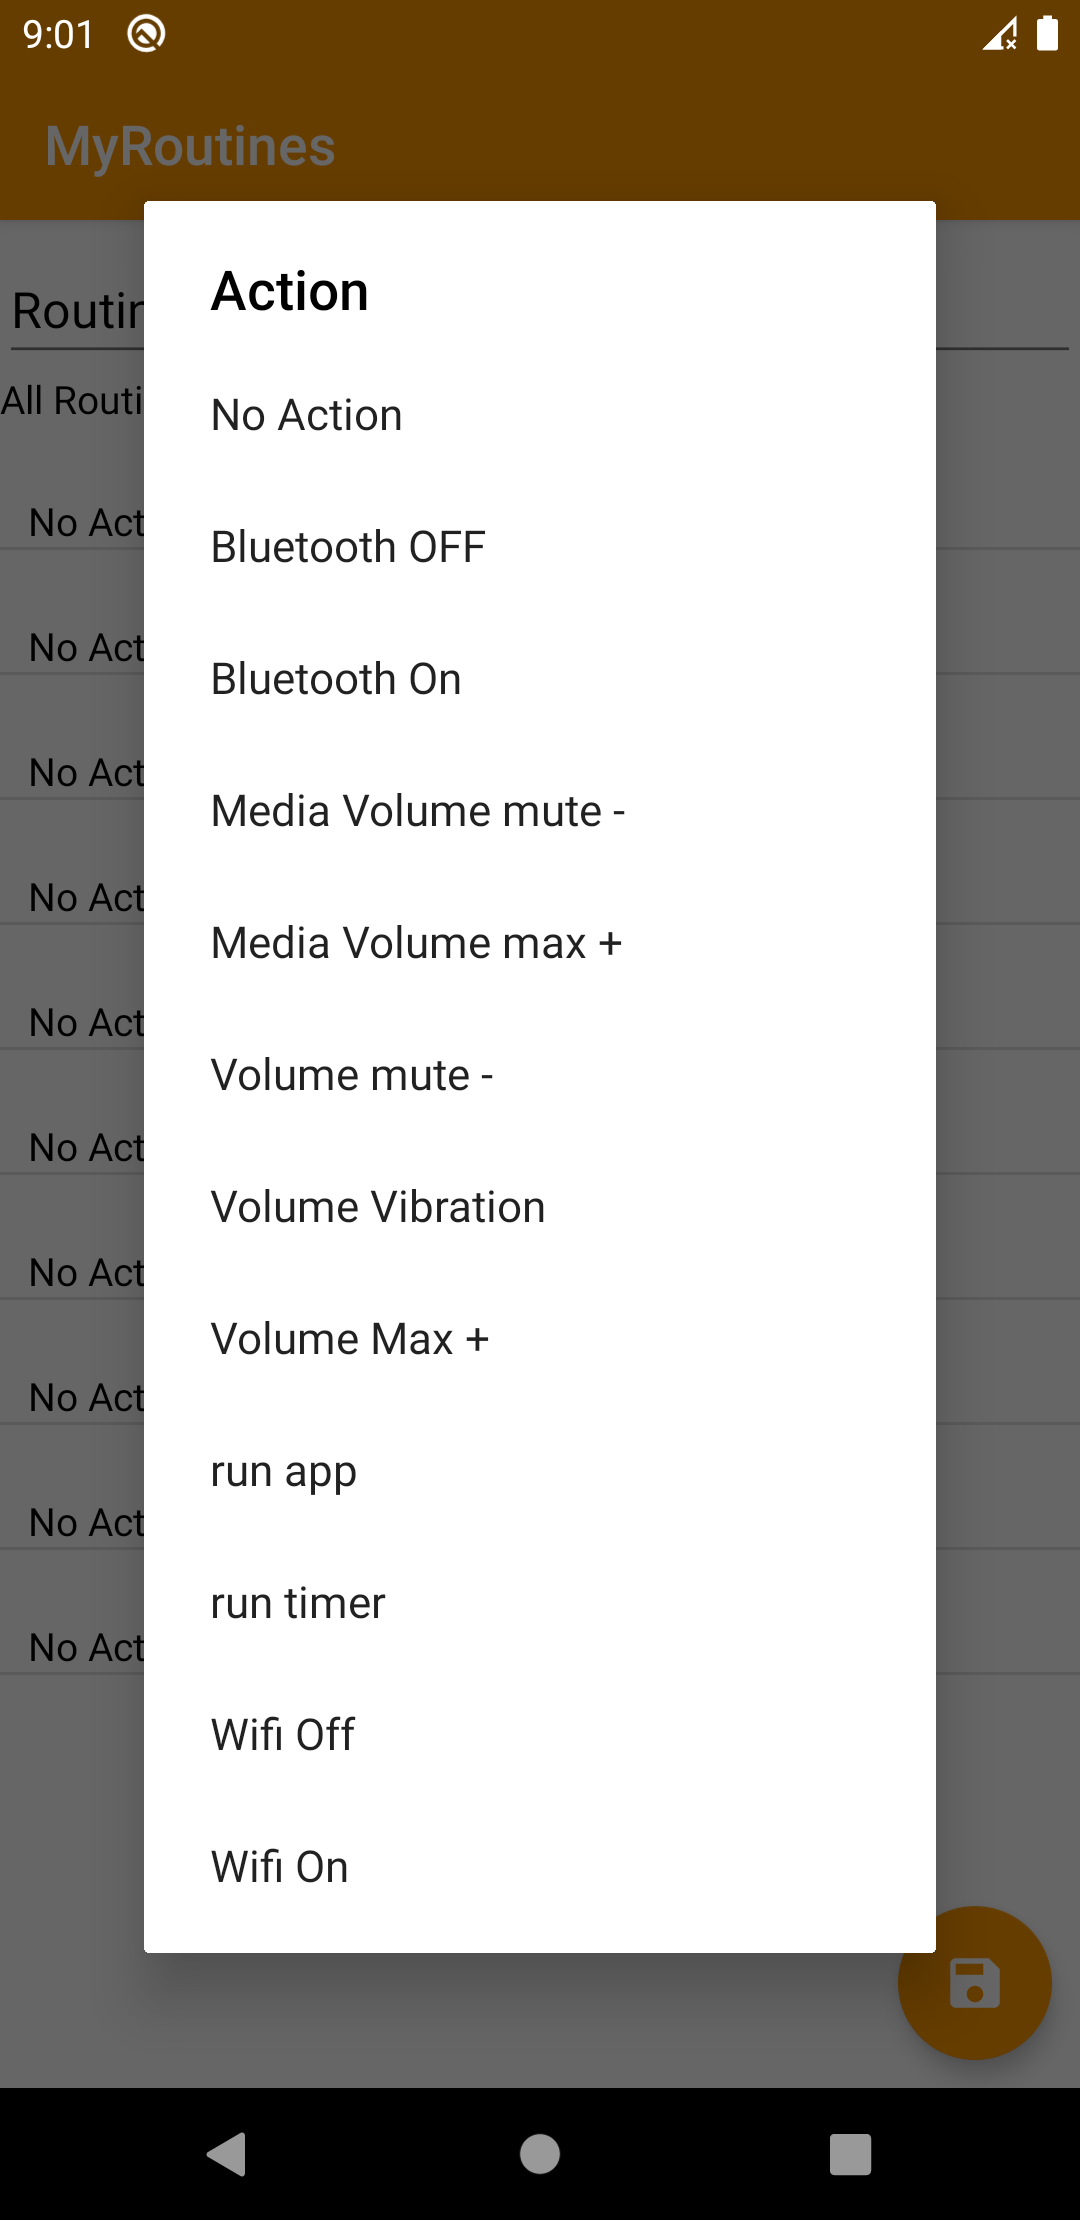 9:01
MyRoutines
Action
Routin
All Routi
No Action
No Act
Bluetooth OFF
No Act
Bluetooth On
No Act
Media Volume mute -
No Act
Media Volume max +
No Act
Volume mute -
No Act
Volume Vibration
No Act
Volume Max +
No Act
run app
No Act
run timer
No Act
Wifi Off
Wifi On